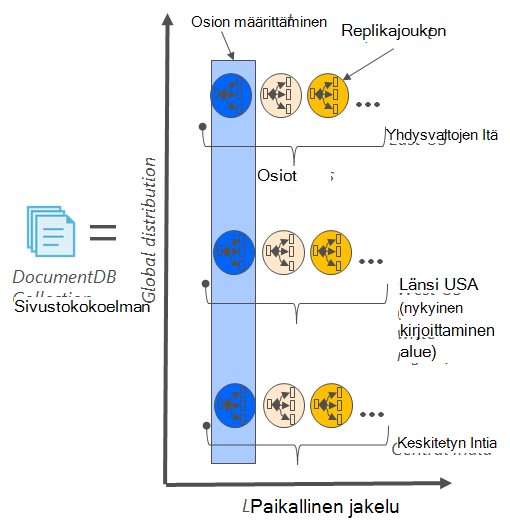 Osion määrittäminen
Replikajoukon
Yhdysvaltojen Itä
Osiot
Global distribution
DocumentDB
Sivustokokoelman
Länsi USA
(nykyinen
kirjoittaminen
alue)
Keskitetyn Intia
Paikallinen jakelu